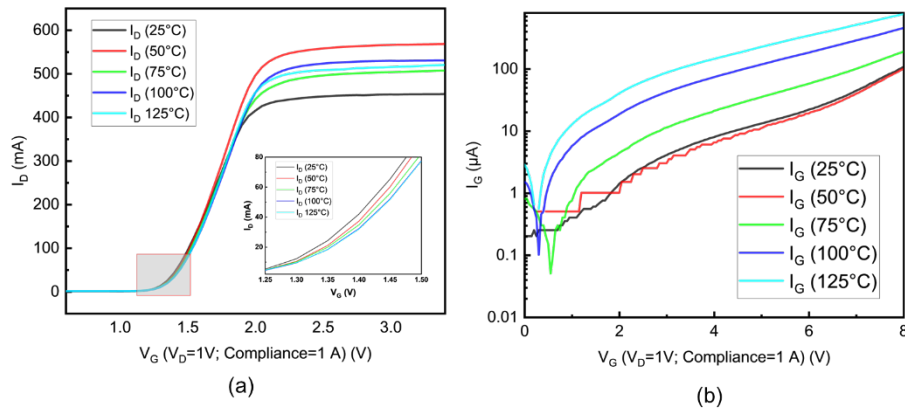 600
500
400
300
200
100
0
I_D (mA)
I_D (25°C)
I_D (50°C)
I_D (75°C)
I_D (100°C)
I_D 125°C)
80
60
40
20
I_D (mA)
I_D (25°C)
I_D (50°C)
I_D (75°C)
I_D (100°C)
I_D 125°C)
1.25 1.30 1.35 1.40 1.45 1.50
V_G (V)
1.0 1.5 2.0 2.5 3.0
V_G (V_D=1V; Compliance=1 A) (V)
(a)
100
10
1
0.1
0.01
I_G (µA)
I_G (25°C)
I_G (50°C)
I_G (75°C)
I_G (100°C)
I_G (125°C)
0 2 4 6 8
V_G (V_D=1V; Compliance=1 A) (V)
(b)